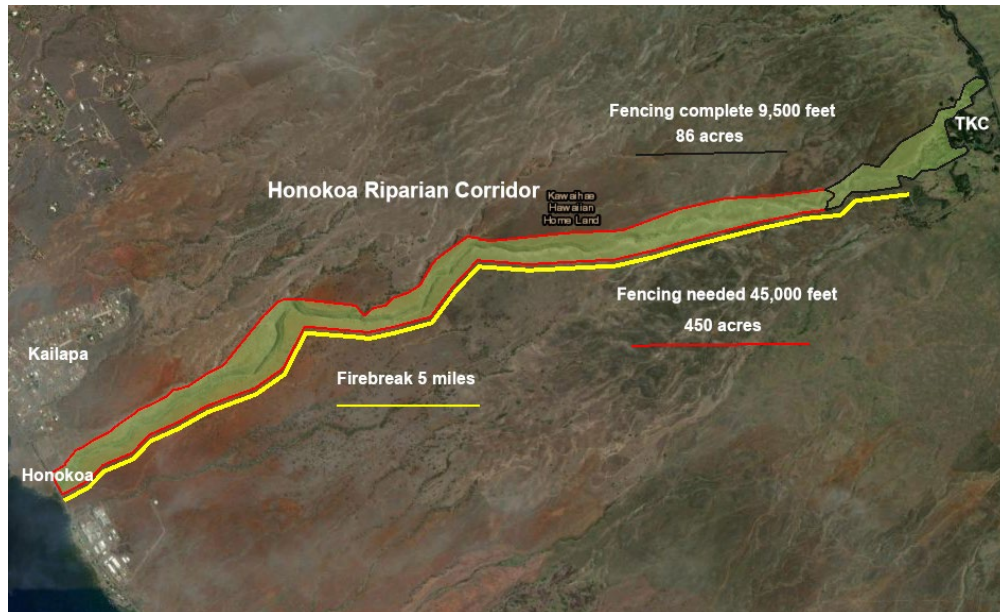 Fencing complete 9,500 feet
86 acres
TKC
Honokoa Riparian Corridor
Kawaihae
Hawaiian
Home Land
Fencing needed 45,000 feet
450 acres
Kailapa
Firebreak 5 miles
Honokoa